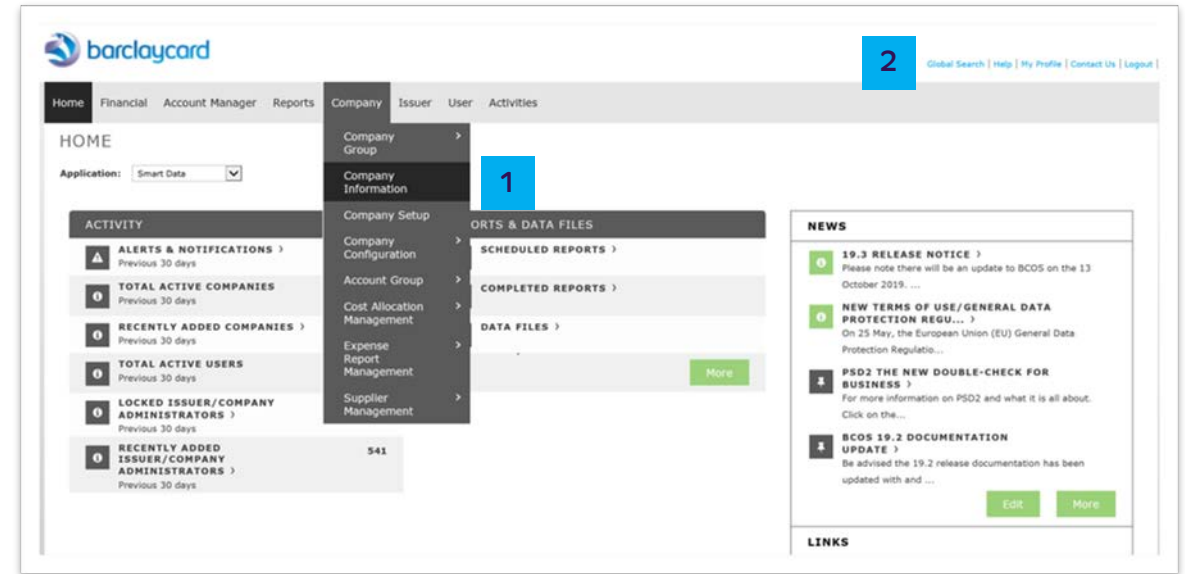 barclaycard
2
Global Search | Help | My Profile | Contact Us | Logout |
Home Financial Account Manager Reports Company Issuer User Activities
HOME
Application: Smart Data
Company
Group
Company
Information
1
Company Setup
Company
Configuration
Account Group
Cost Allocation
Management
Expense
Report
Management
Supplier
Management
ACTIVITY
ALERTS & NOTIFICATIONS >
Previous 30 days
TOTAL ACTIVE COMPANIES
Previous 30 days
RECENTLY ADDED COMPANIES >
Previous 30 days
TOTAL ACTIVE USERS
Previous 30 days
LOCKED ISSUER/COMPANY
ADMINISTRATORS >
Previous 30 days
RECENTLY ADDED
ISSUER/COMPANY
ADMINISTRATORS >
Previous 30 days
541
ORTS & DATA FILES
SCHEDULED REPORTS >
COMPLETED REPORTS >
DATA FILES >
More
NEWS
19.3 RELEASE NOTICE >
Please note there will be an update to BCOS on the 13
October 2019. ...
NEW TERMS OF USE/GENERAL DATA
PROTECTION REGU... >
On 25 May, the European Union (EU) General Data
Protection Regulatio...
PSD2 THE NEW DOUBLE-CHECK FOR
BUSINESS >
For more information on PSD2 and what it is all about.
Click on the...
BCOS 19.2 DOCUMENTATION
UPDATE >
Be advised the 19.2 release documentation has been
updated with and ...
Edit More
LINKS